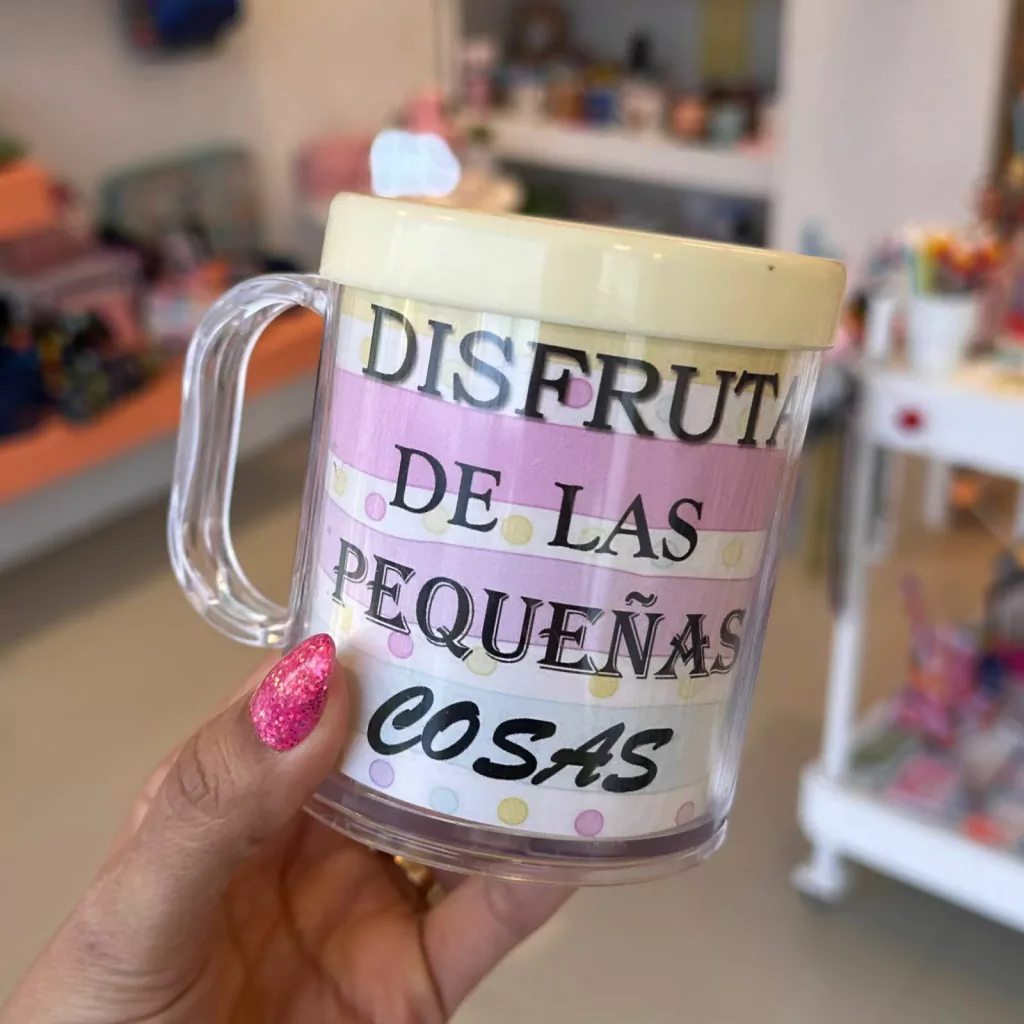 DISFRUTA
DE LAS
PEQUEÑAS
COSAS